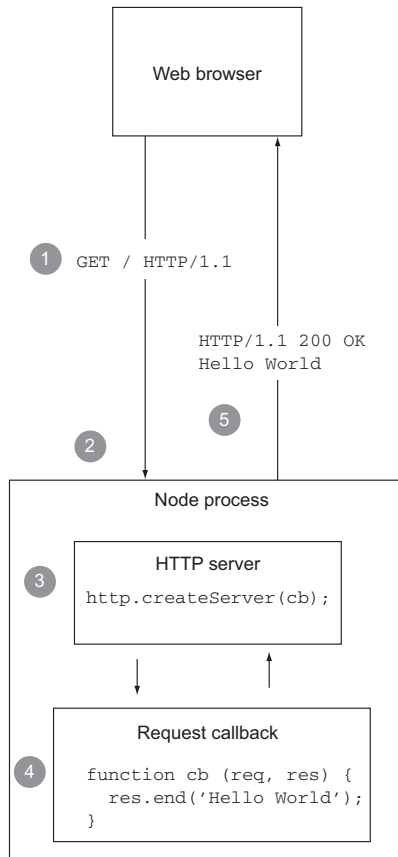 Web browser
1
GET / HTTP/1.1
HTTP/1.1 200 OK
Hello World
5
2
Node process
HTTP server
3
http.createServer(cb);
Request callback
4
function cb (req, res) {
  res.end('Hello World');
}